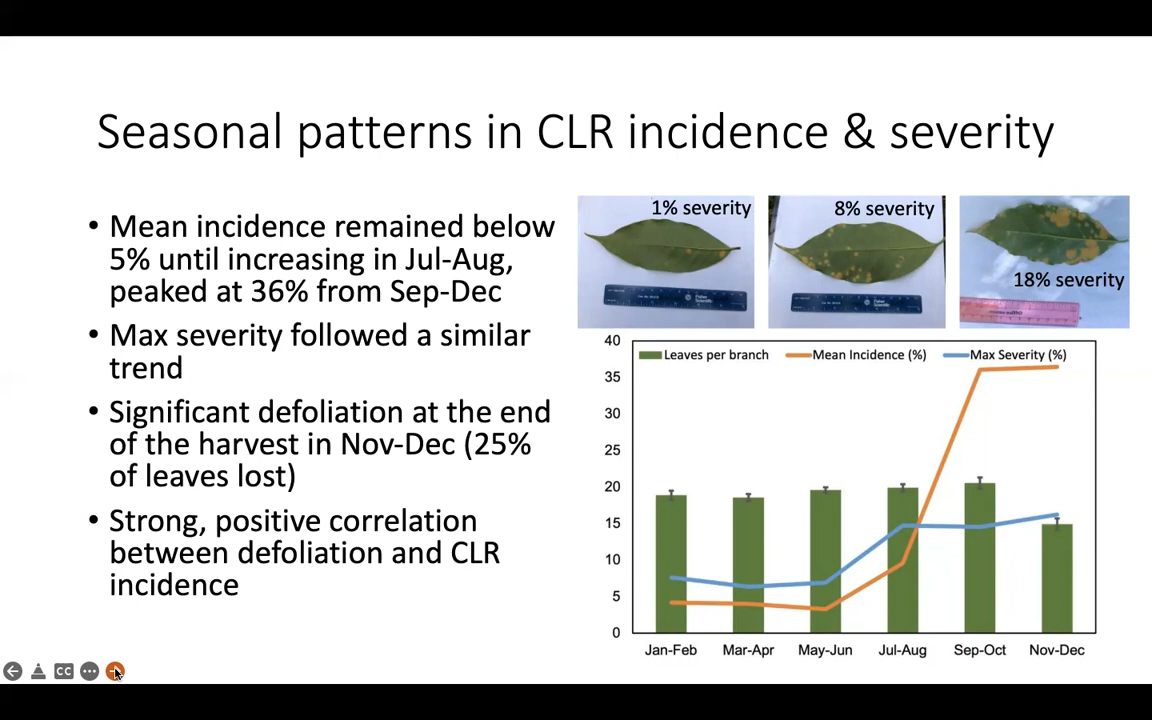 Seasonal patterns in CLR incidence & severity
• Mean incidence remained below
5% until increasing in Jul-Aug,
peaked at 36% from Sep-Dec
• Max severity followed a similar
trend
• Significant defoliation at the end
of the harvest in Nov-Dec (25%
of leaves lost)
• Strong, positive correlation
between defoliation and CLR
incidence
1% severity
8% severity
18% severity
Fisher
Scientific
Fisher
Scientific
Leaves per branch Mean Incidence (%) Max Severity (%)
40
35
30
25
20
15
10
5
0
Jan-Feb Mar-Apr May-Jun Jul-Aug Sep-Oct Nov-Dec
CC